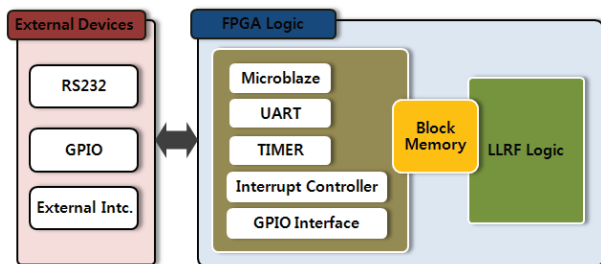 External Devices
RS232
GPIO
External Intc.
FPGA Logic
Microblaze
UART
TIMER
Interrupt Controller
GPIO Interface
Block
Memory
LLRF Logic